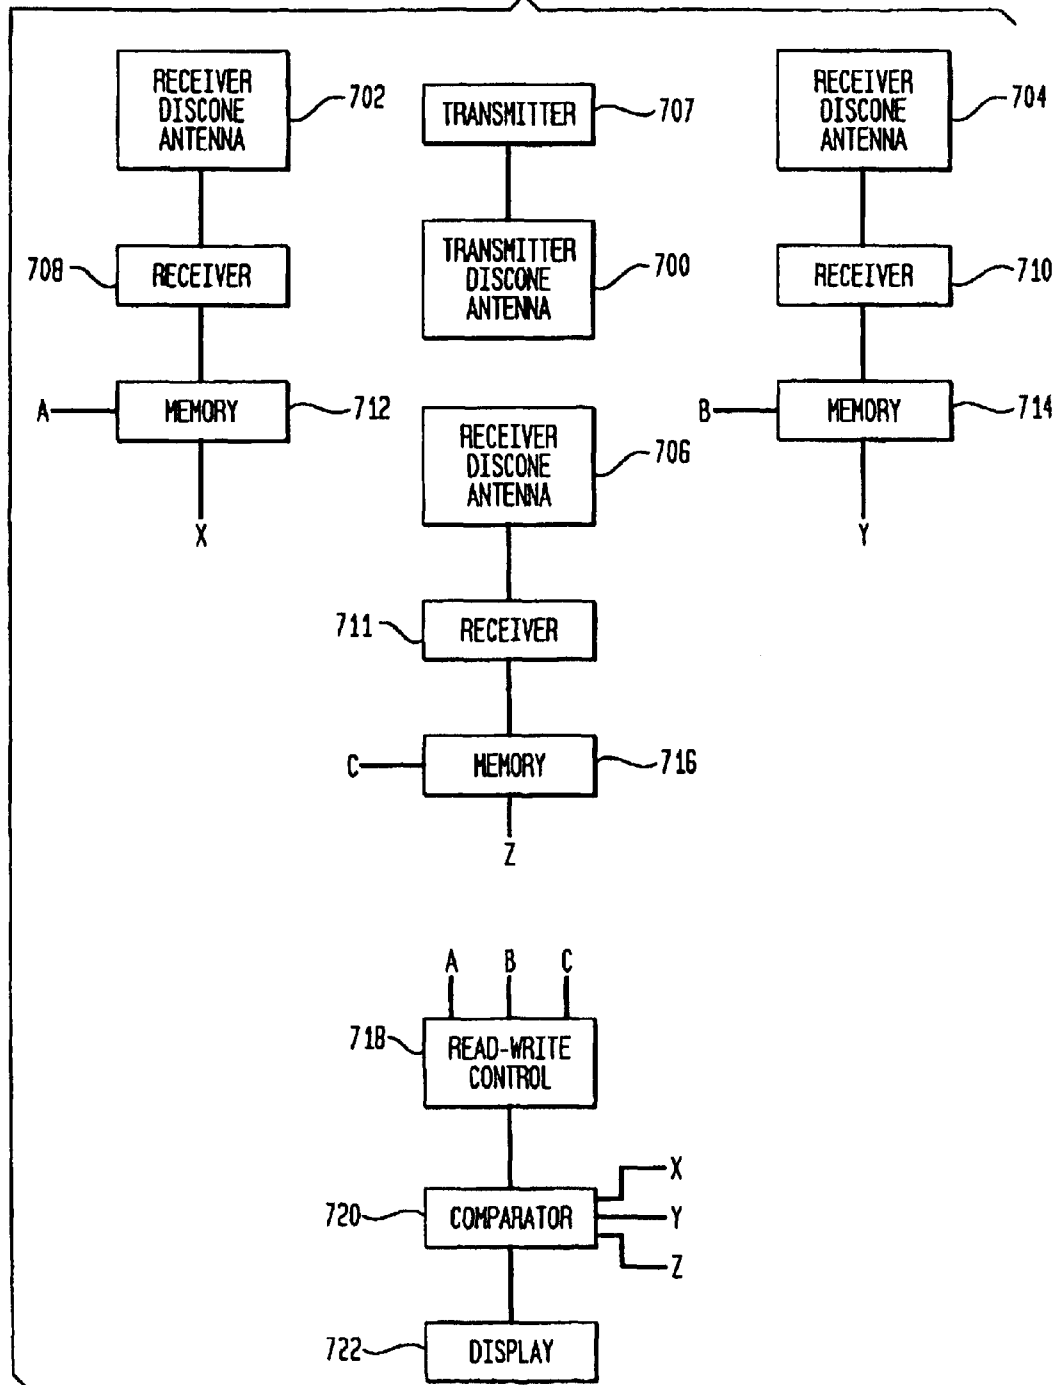 RECEIVER
DISCONE
ANTENNA
702
TRANSMITTER
707
RECEIVER
DISCONE
ANTENNA
704
708
RECEIVER
TRANSMITTER
DISCONE
ANTENNA
700
RECEIVER
710
A
MEMORY
712
X
RECEIVER
DISCONE
ANTENNA
706
B
MEMORY
714
Y
711
RECEIVER
C
MEMORY
716
Z
A
B
C
718
READ-WRITE
CONTROL
720
COMPARATOR
X
Y
Z
722
DISPLAY